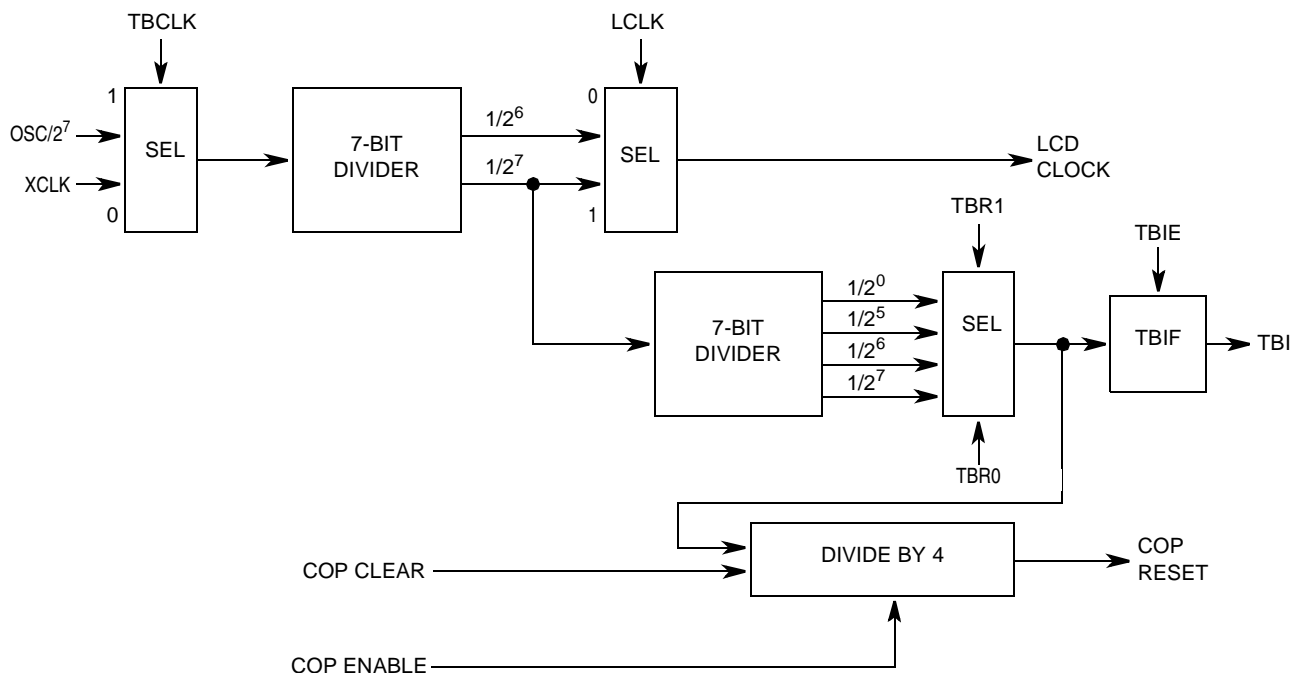 TBCLK
LCLK
1
0
OSC/2⁷
SEL
XCLK
0
7-BIT
DIVIDER
1/2⁶
1/2⁷
SEL
1
LCD
CLOCK
TBR1
TBIE
7-BIT
DIVIDER
1/2⁰
1/2⁵
1/2⁶
1/2⁷
SEL
TBIF
TBI
TBR0
COP CLEAR
DIVIDE BY 4
COP
RESET
COP ENABLE